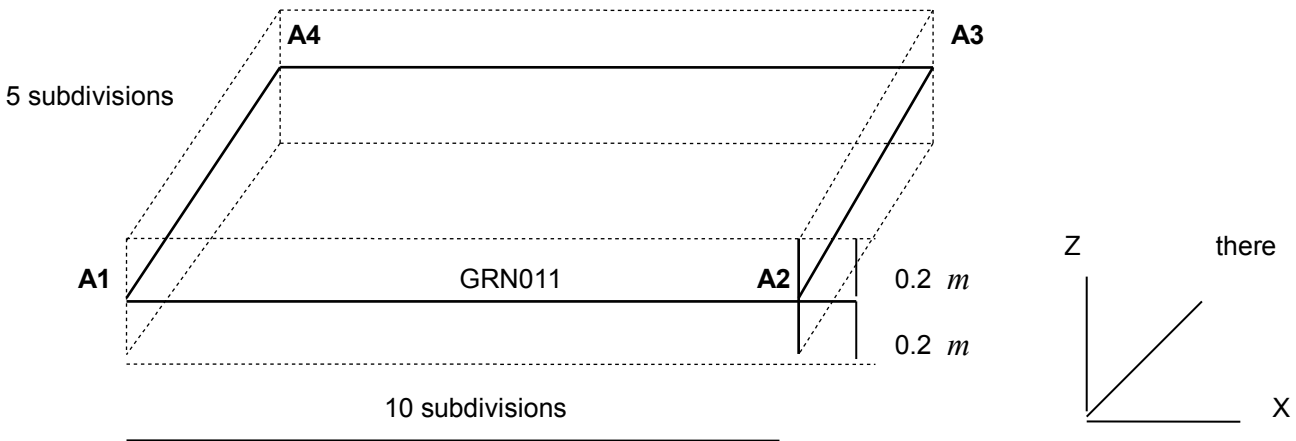 A4
A3
5 subdivisions
Z there
A1 GRN011 A2 0.2 m
0.2 m
10 subdivisions
X